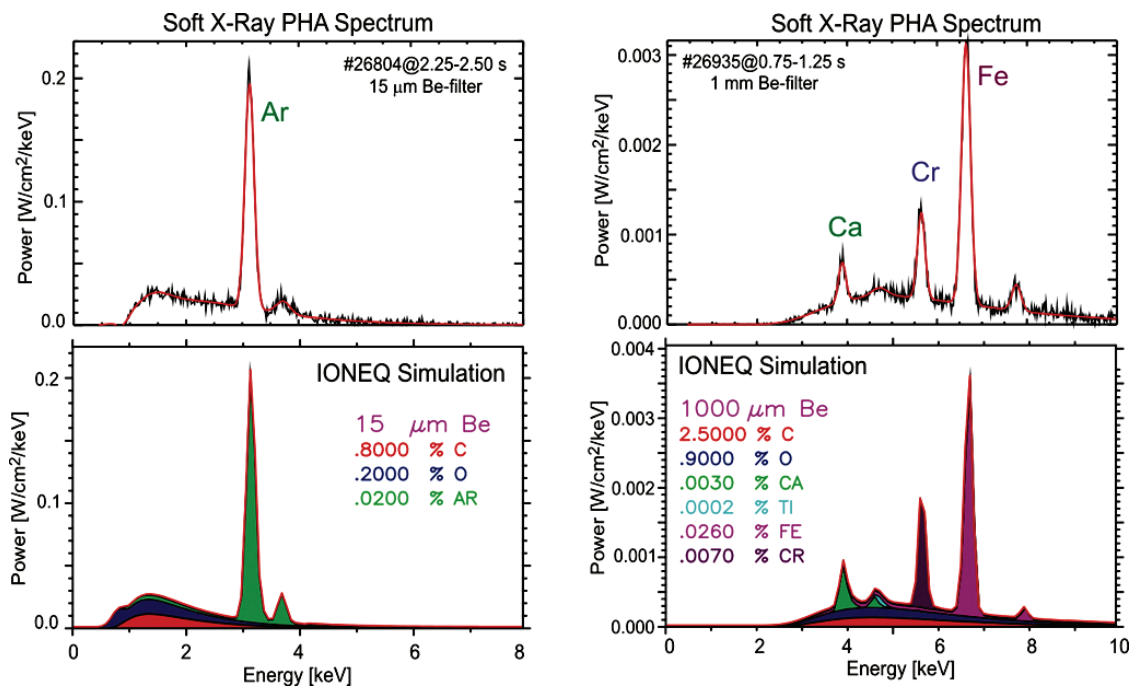 Soft X-Ray PHA Spectrum
#26804@2.25-2.50 s
15 μm Be-filter
Ar
Power [W/cm²/keV]
0.2
0.1
0.0
IONEQ Simulation
15 μm Be
.8000 % C
.2000 % O
.0200 % AR
Power [W/cm²/keV]
0.2
0.1
0.0
0 2 4 6 8
Energy [keV]
Soft X-Ray PHA Spectrum
#26935@0.75-1.25 s
1 mm Be-filter
Fe
Cr
Ca
Power [W/cm²/keV]
0.003
0.002
0.001
0.000
IONEQ Simulation
1000 μm Be
2.5000 % C
.9000 % O
.0030 % CA
.0002 % TI
.0260 % FE
.0070 % CR
Power [W/cm²/keV]
0.004
0.003
0.002
0.001
0.000
0 2 4 6 8 10
Energy [keV]